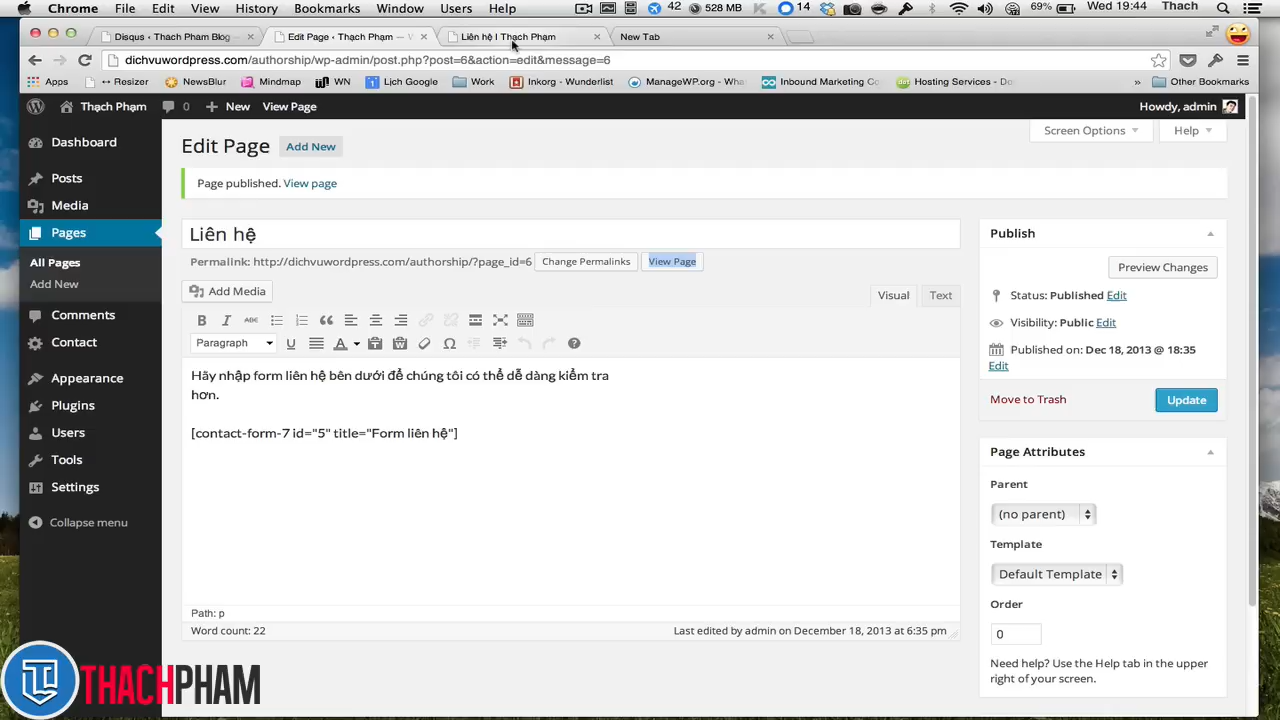 Chrome File Edit View History Bookmarks Window Users Help 42 528 MB 14 69% Wed 19:44 Thach
Disqus ‹ Thach Pham Blog
Edit Page ‹ Thạch Phạm —
Liên hệ | Thạch Phạm
New Tab
dichvuwordpress.com/authorship/wp-admin/post.php?post=6&action=edit&message=6
Apps ↔ Resizer NewsBlur Mindmap WT Lịch Google Work Inkorg - Wunderlist ManageWP.org - Wha Inbound Marketing Co Hosting Services - Do Other Bookmarks
Thạch Phạm 0 New View Page Howdy, admin
Dashboard
Posts
Media
Pages
All Pages
Add New
Comments
Contact
Appearance
Plugins
Users
Tools
Settings
Collapse menu
Screen Options Help
Edit Page Add New
Page published. View page
Liên hệ
Permalink: http://dichvuwordpress.com/authorship/?page_id=6 Change Permalinks View Page
Add Media Visual Text
B I ABC
Paragraph U A
Hãy nhập form liên hệ bên dưới để chúng tôi có thể dễ dàng kiểm tra
hơn.
[contact-form-7 id="5" title="Form liên hệ"]
Path: p
Word count: 22 Last edited by admin on December 18, 2013 at 6:35 pm
Publish
Preview Changes
Status: Published Edit
Visibility: Public Edit
Published on: Dec 18, 2013 @ 18:35
Edit
Move to Trash Update
Page Attributes
Parent
(no parent)
Template
Default Template
Order
0
Need help? Use the Help tab in the upper
right of your screen.
THACHPHAM